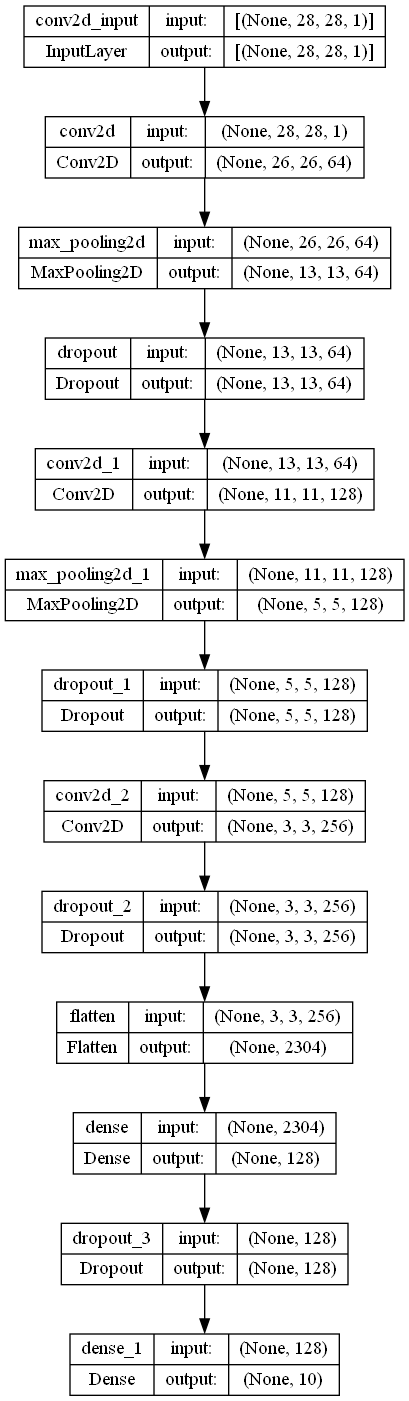 conv2d_input input: [(None, 28, 28, 1)]
InputLayer output: [(None, 28, 28, 1)]
conv2d input: (None, 28, 28, 1)
Conv2D output: (None, 26, 26, 64)
max_pooling2d input: (None, 26, 26, 64)
MaxPooling2D output: (None, 13, 13, 64)
dropout input: (None, 13, 13, 64)
Dropout output: (None, 13, 13, 64)
conv2d_1 input: (None, 13, 13, 64)
Conv2D output: (None, 11, 11, 128)
max_pooling2d_1 input: (None, 11, 11, 128)
MaxPooling2D output: (None, 5, 5, 128)
dropout_1 input: (None, 5, 5, 128)
Dropout output: (None, 5, 5, 128)
conv2d_2 input: (None, 5, 5, 128)
Conv2D output: (None, 3, 3, 256)
dropout_2 input: (None, 3, 3, 256)
Dropout output: (None, 3, 3, 256)
flatten input: (None, 3, 3, 256)
Flatten output: (None, 2304)
dense input: (None, 2304)
Dense output: (None, 128)
dropout_3 input: (None, 128)
Dropout output: (None, 128)
dense_1 input: (None, 128)
Dense output: (None, 10)